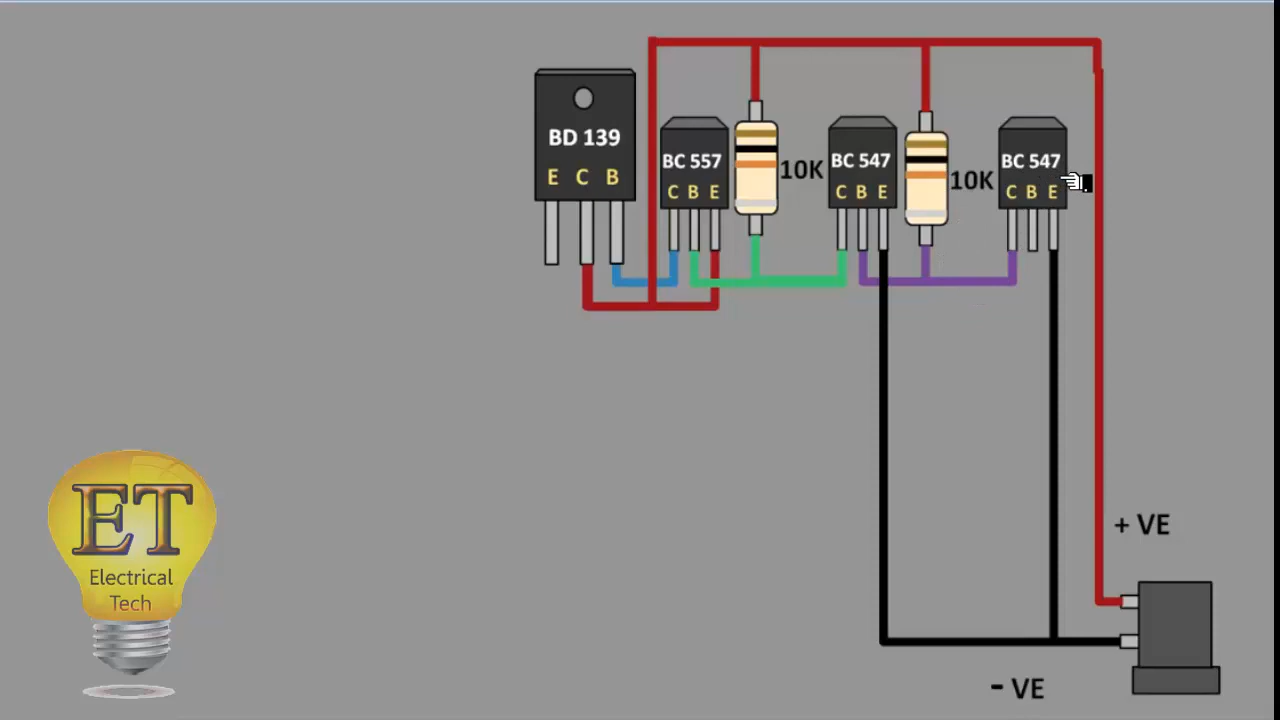 BD 139
E C B
BC 557
C B E
10K
BC 547
C B E
10K
BC 547
C B E
+ VE
- VE
ET
Electrical
Tech